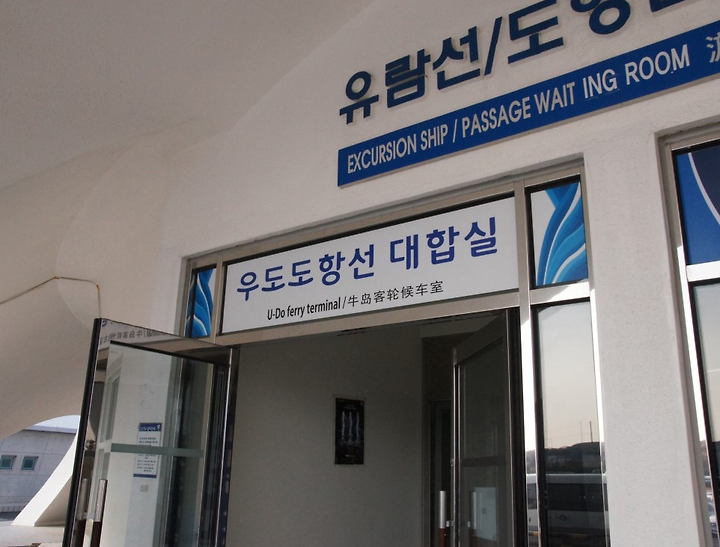 유람선/도항선
EXCURSION SHIP / PASSAGE WAIT ING ROOM
우도도항선 대합실
U-Do ferry terminal/牛岛客轮候车室